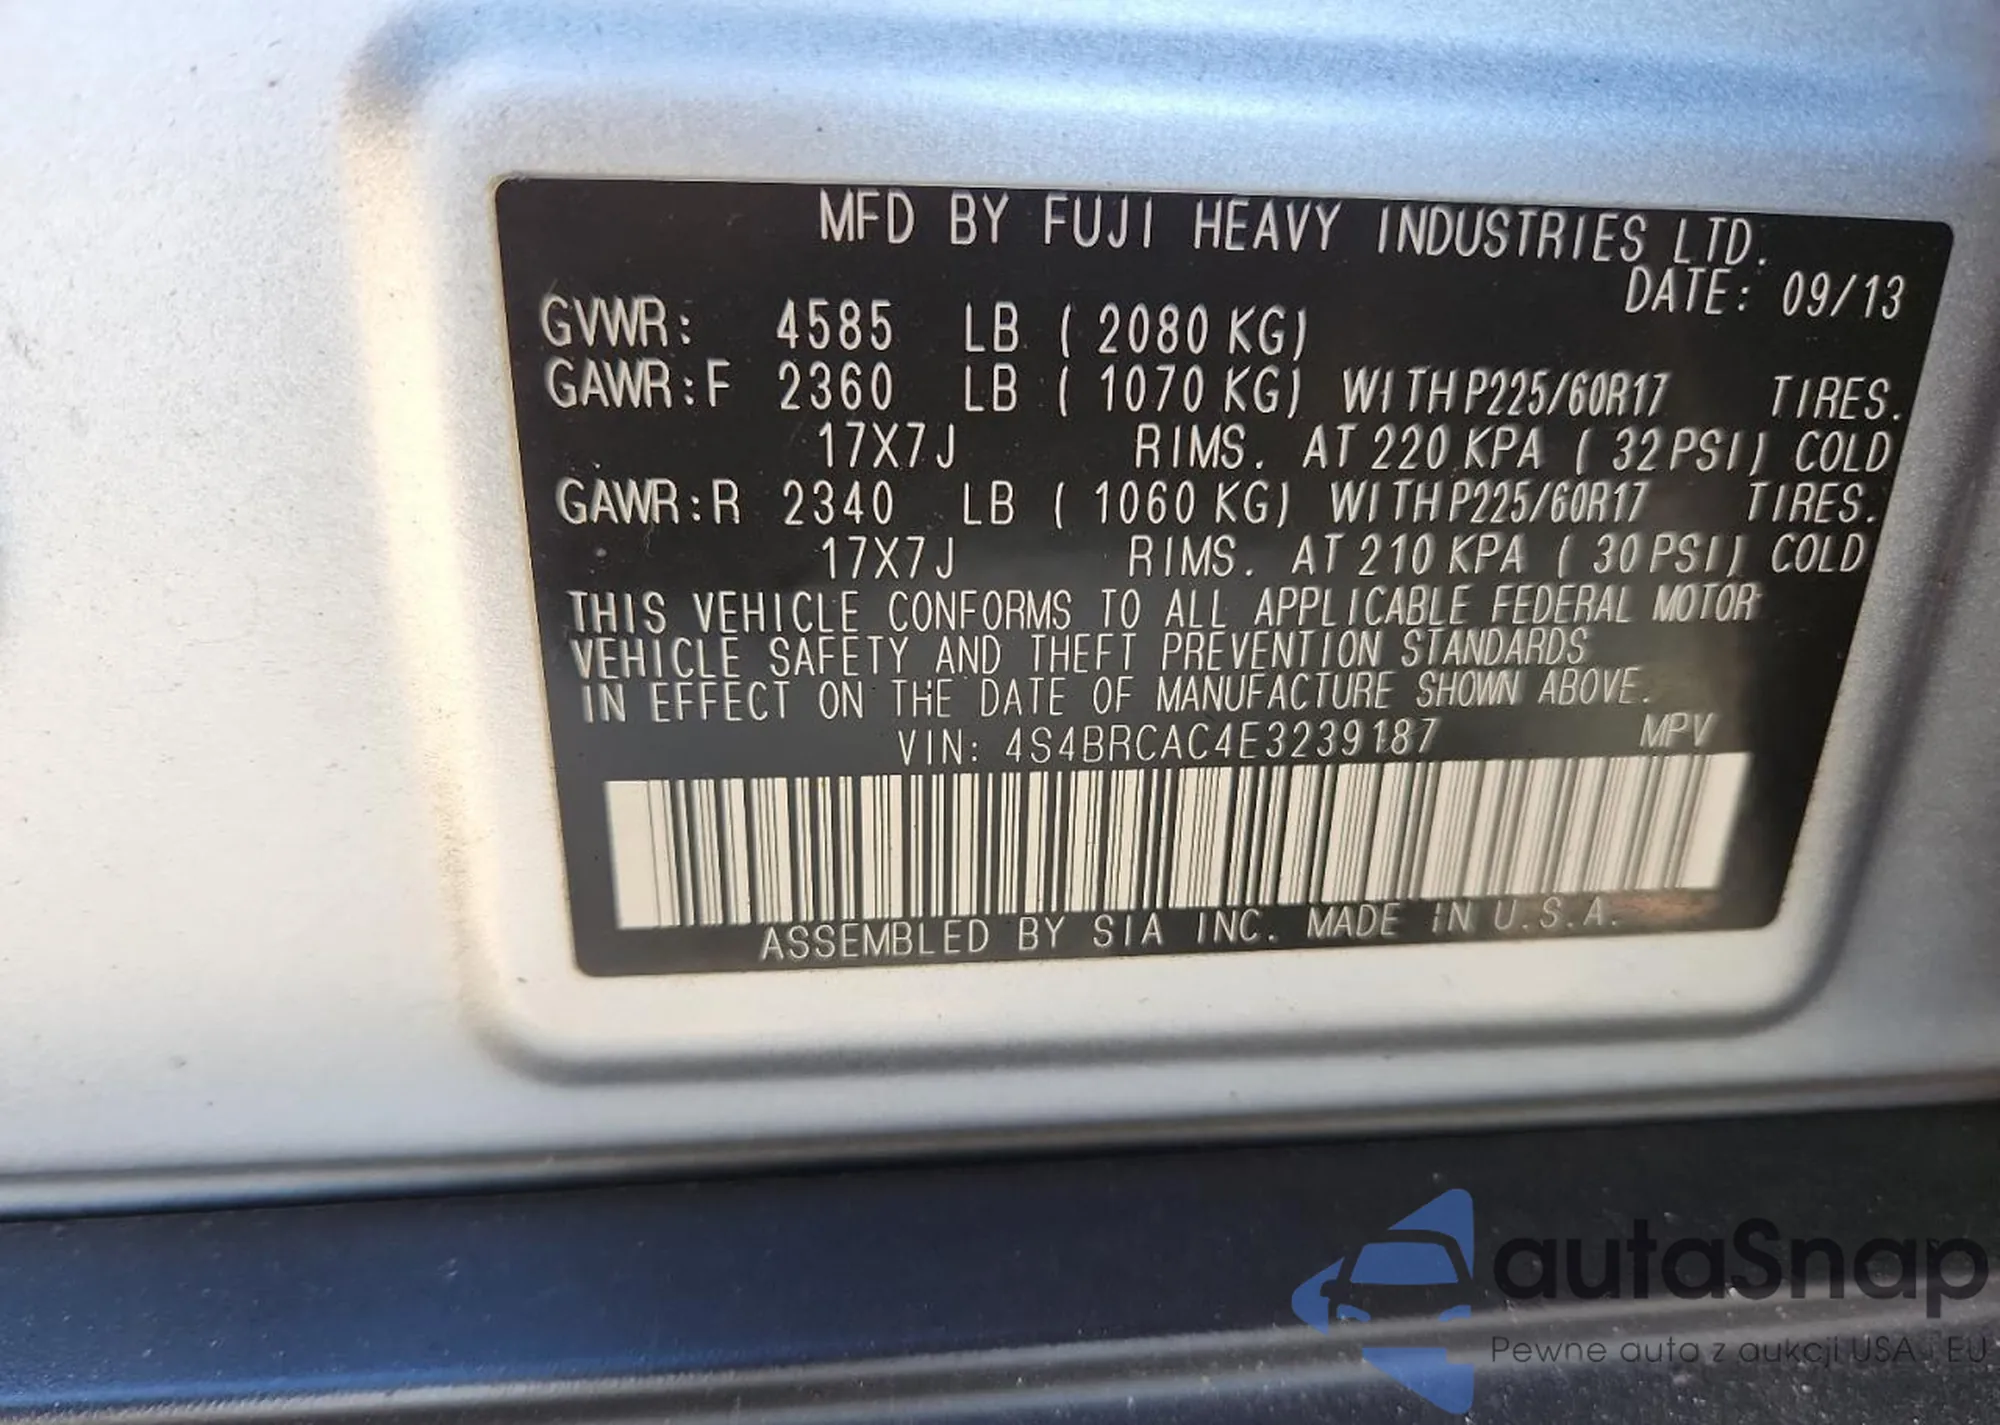 MFD BY FUJI HEAVY INDUSTRIES LTD.
DATE: 09/13
GVWR: 4585 LB ( 2080 KG)
GAWR:F 2360 LB ( 1070 KG) WITH P225/60R17 TIRES.
17X7J RIMS. AT 220 KPA ( 32 PSI) COLD
GAWR:R 2340 LB ( 1060 KG) WITH P225/60R17 TIRES.
17X7J RIMS. AT 210 KPA ( 30 PSI) COLD
THIS VEHICLE CONFORMS TO ALL APPLICABLE FEDERAL MOTOR
VEHICLE SAFETY AND THEFT PREVENTION STANDARDS
IN EFFECT ON THE DATE OF MANUFACTURE SHOWN ABOVE.
VIN: 4S4BRCAC4E3239187 MPV
ASSEMBLED BY SIA INC. MADE IN U.S.A.
autaSnap
Pewne auta z aukcji USA i EU